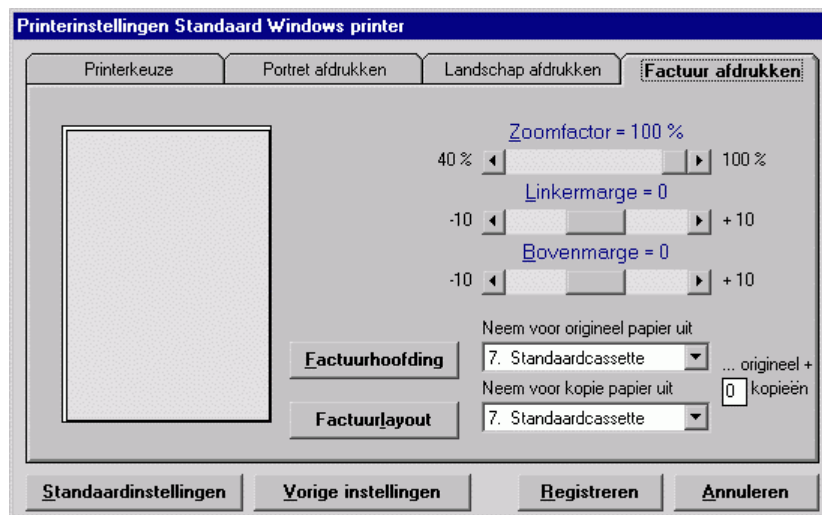 Printerinstellingen Standaard Windows printer
Printerkeuze
Portret afdrukken
Landschap afdrukken
Factuur afdrukken
Zoomfactor = 100 %
40 %
100 %
Linkermarge = 0
-10
+ 10
Bovenmarge = 0
-10
+ 10
Neem voor origineel papier uit
7. Standaardcassette
Neem voor kopie papier uit
7. Standaardcassette
... origineel +
0 kopieën
Factuurhoofding
Factuurlayout
Standaardinstellingen
Vorige instellingen
Registreren
Annuleren